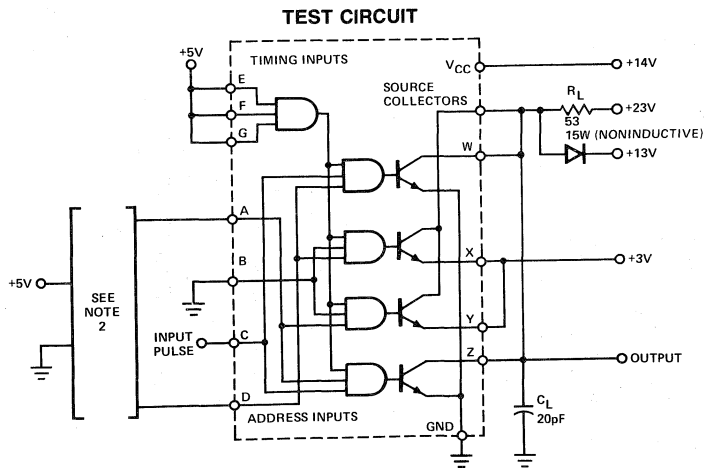 TEST CIRCUIT
+5V
TIMING INPUTS
E
F
G
VCC
+14V
SOURCE
COLLECTORS
RL
+23V
53
15W (NONINDUCTIVE)
+13V
W
A
B
X
+3V
+5V
SEE
NOTE
2
INPUT
PULSE
C
Y
Z
OUTPUT
D
ADDRESS INPUTS
GND
CL
20pF